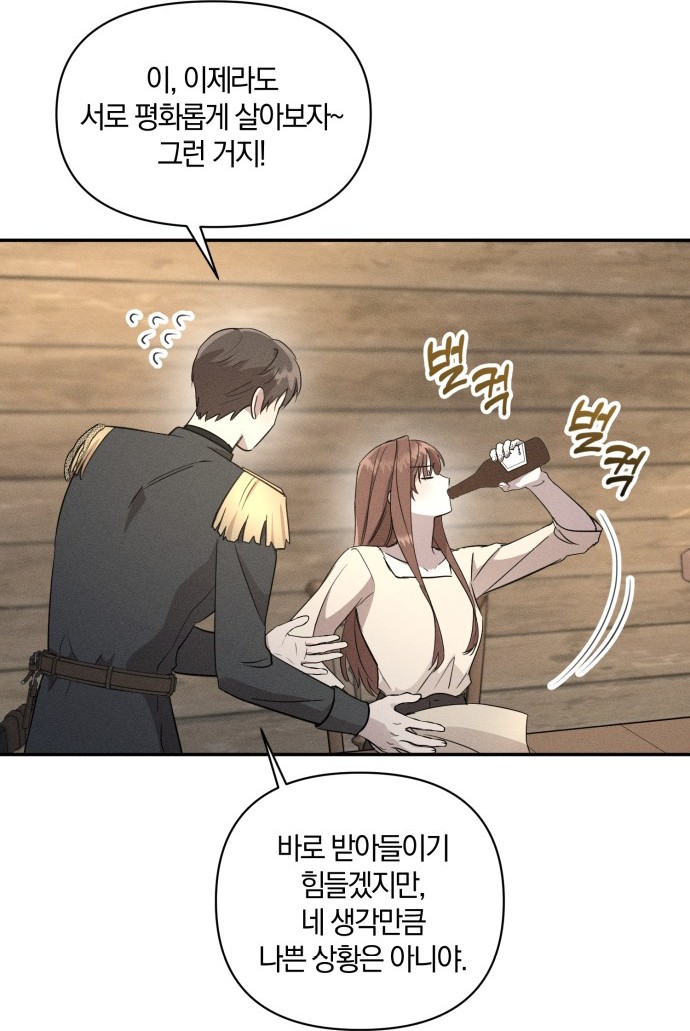 이, 이제라도
서로 평화롭게 살아보자~
그런 거지!
벌컥
벌컥
바로 받아들이기
힘들겠지만,
네 생각만큼
나쁜 상황은 아니야.